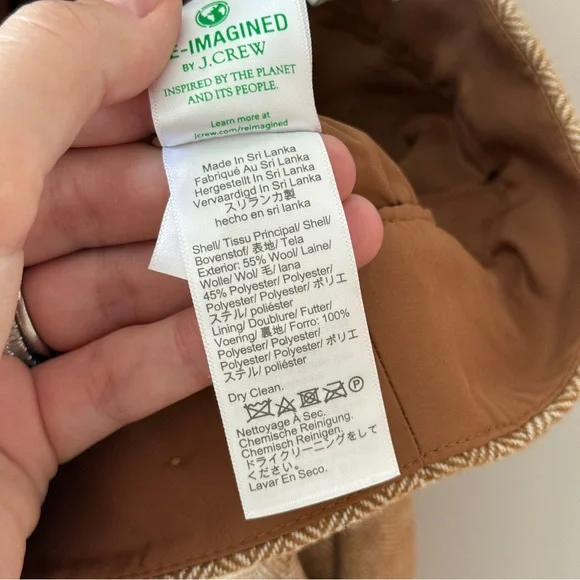 E-IMAGINED
BY J.CREW
INSPIRED BY THE PLANET
AND ITS PEOPLE.
Learn more at
jcrew.com/reimagined
Made In Sri Lanka
Fabriqué Au Sri Lanka
Hergestellt In Sri Lanka
Vervaardigd In Sri Lanka
スリランカ製
hecho en sri lanka
Shell/ Tissu Principal/ Shell/
Bovenstof/ 表地/ Tela
Exterior: 55% Wool/ Laine/
Wolle/ Wol/ 毛/ lana
45% Polyester/ Polyester/
Polyester/ Polyester/ ポリエ
ステル/ poliéster
Lining/ Doublure/ Futter/
Voering/ 裏地/ Forro: 100%
Polyester/ Polyester/
Polyester/ Polyester/ ポリエ
ステル/ poliéster
Dry Clean.
P
Nettoyage A Sec.
Chemische Reinigung.
Chemisch Reinigen.
ドライクリーニングをして
ください。
Lavar En Seco.